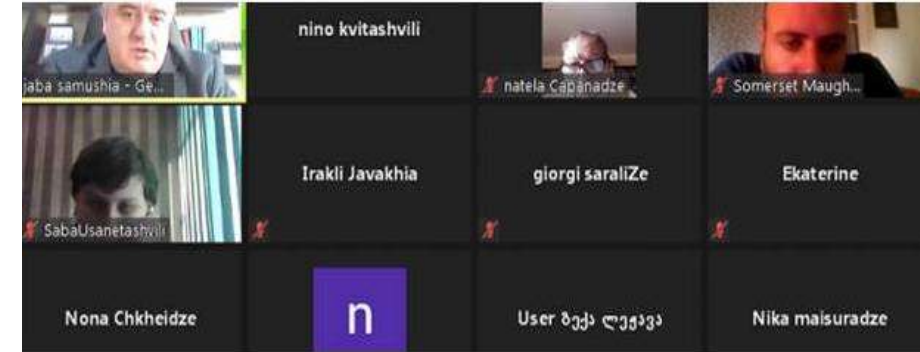 jaba samushia - Ge...
nino kvitashvili
natela Capanadze
Somerset Maugh...
SabaUsanetashvili
Irakli Javakhia
giorgi saraliZe
Ekaterine
Nona Chkheidze
n
User ბექა ლეჟავა
Nika maisuradze